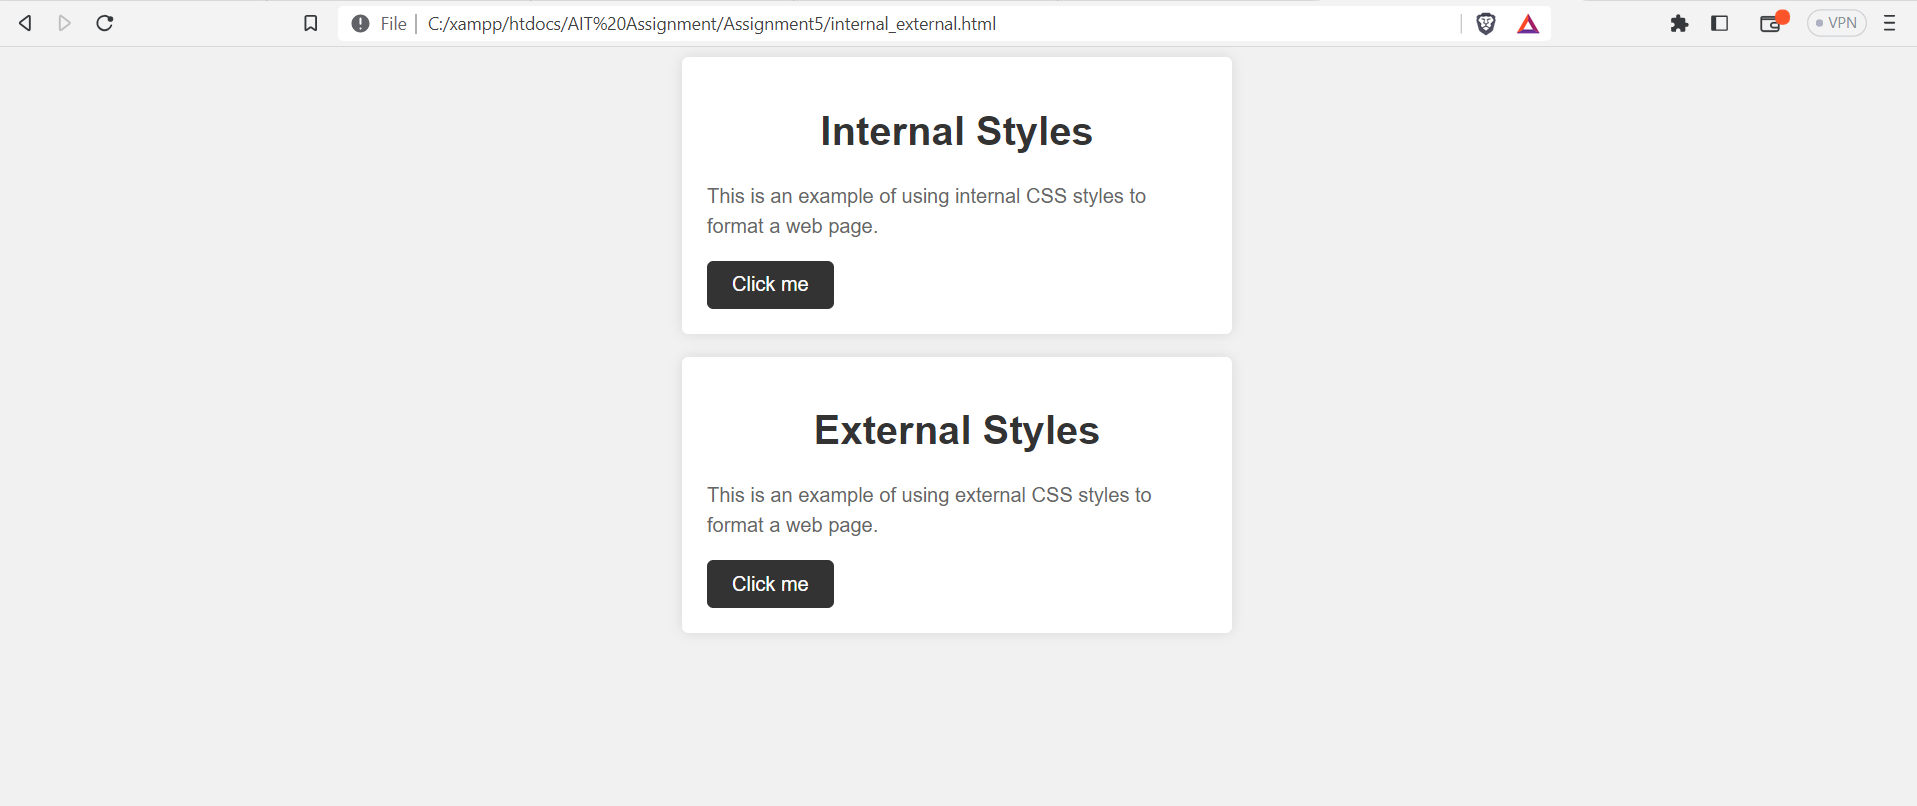 File
C:/xampp/htdocs/AIT%20Assignment/Assignment5/internal_external.html
VPN
Internal Styles
This is an example of using internal CSS styles to
format a web page.
Click me
External Styles
This is an example of using external CSS styles to
format a web page.
Click me